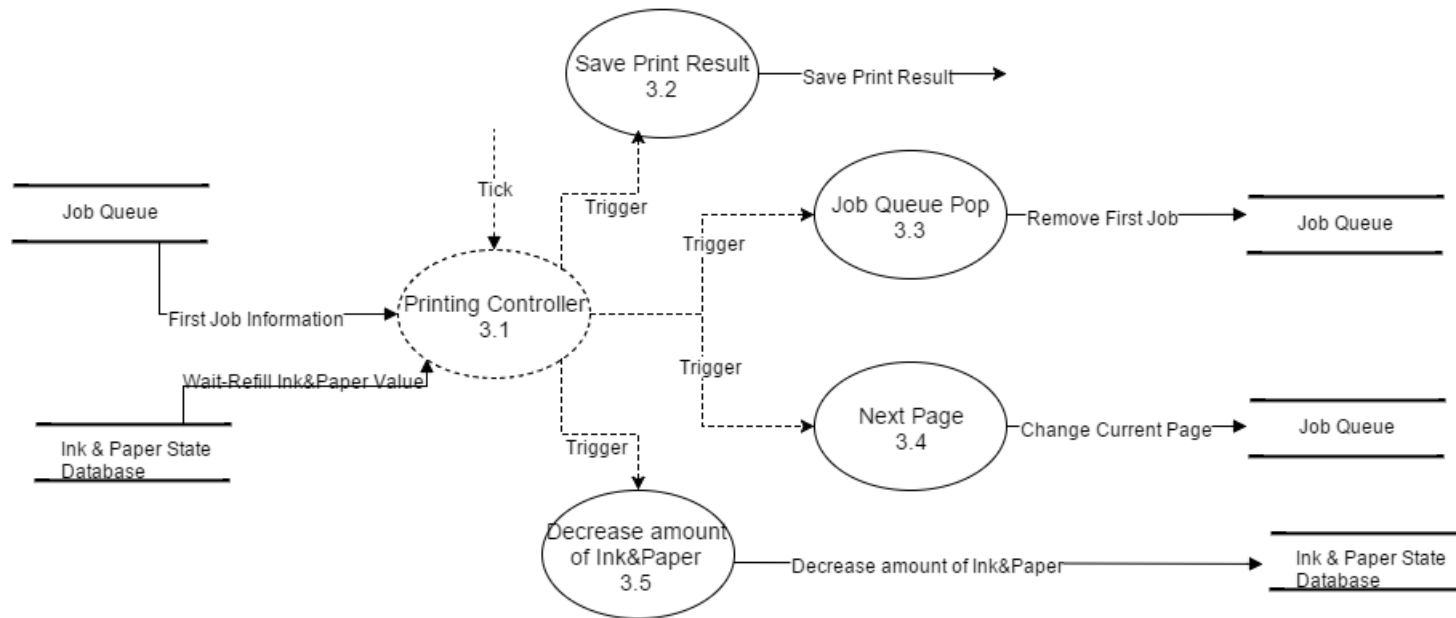 Save Print Result
3.2
Save Print Result
Tick
Trigger
Job Queue
Job Queue Pop
3.3
Remove First Job
Job Queue
Trigger
First Job Information
Printing Controller
3.1
Trigger
Wait-Refill Ink&Paper Value
Next Page
3.4
Change Current Page
Job Queue
Ink & Paper State
Database
Trigger
Decrease amount
of Ink&Paper
3.5
Decrease amount of Ink&Paper
Ink & Paper State
Database